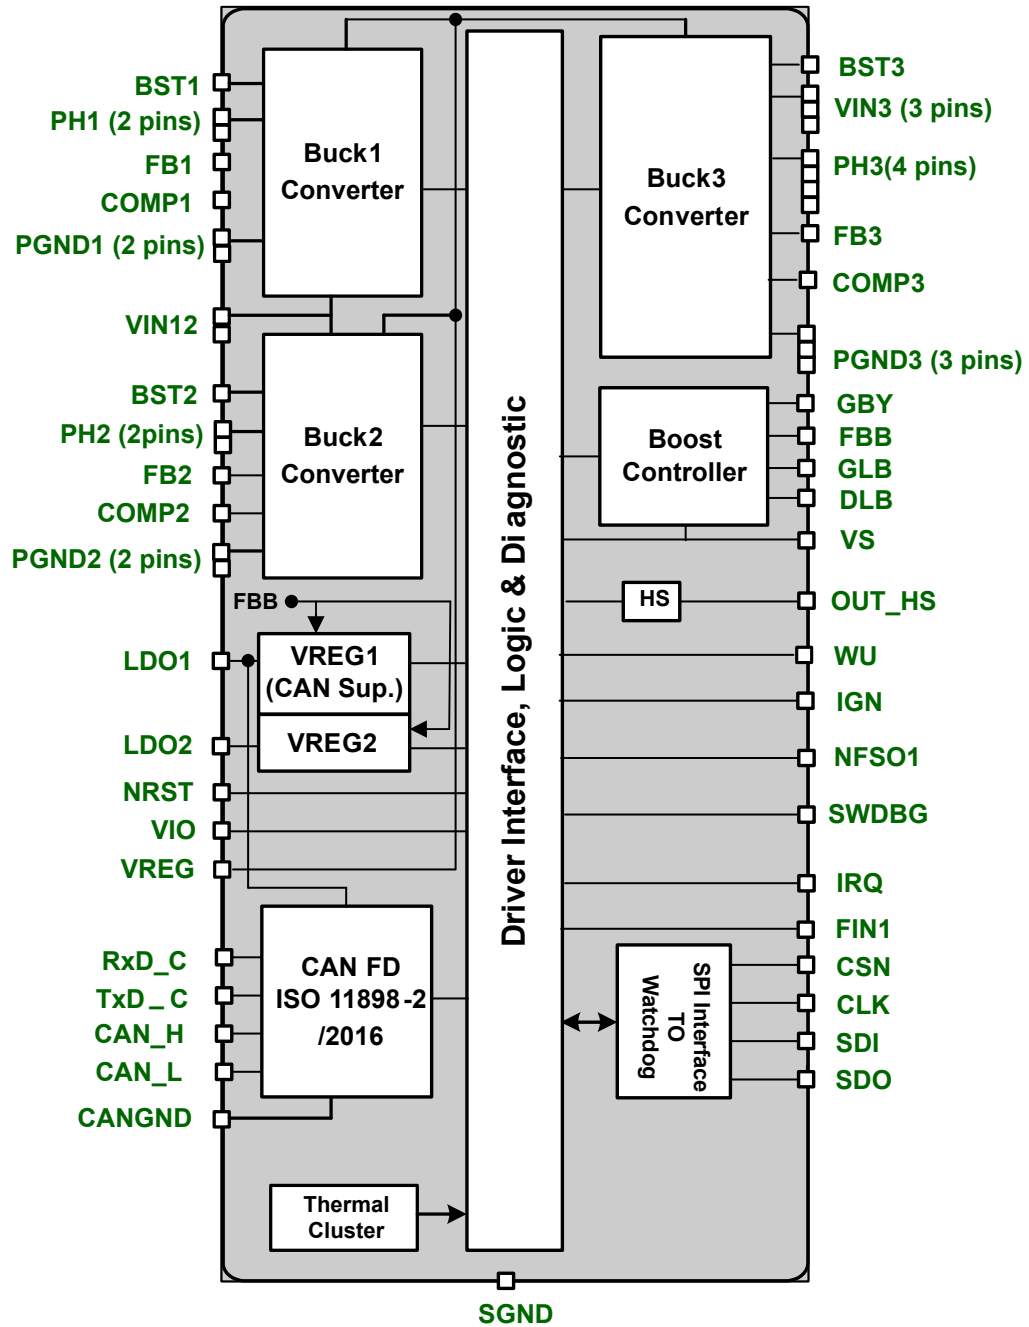 BST1
PH1 (2 pins)
FB1
COMP1
PGND1 (2 pins)
VIN12
BST2
PH2 (2pins)
FB2
COMP2
PGND2 (2 pins)
LDO1
LDO2
NRST
VIO
VREG
RxD_C
TxD_C
CAN_H
CAN_L
CANGND
Buck1
Converter
Buck2
Converter
FBB
VREG1
(CAN Sup.)
VREG2
CAN FD
ISO 11898-2
/2016
Thermal
Cluster
Driver Interface, Logic & Diagnostic
Buck3
Converter
Boost
Controller
HS
SPI Interface
TO
Watchdog
BST3
VIN3 (3 pins)
PH3(4 pins)
FB3
COMP3
PGND3 (3 pins)
GBY
FBB
GLB
DLB
VS
OUT_HS
WU
IGN
NFSO1
SWDBG
IRQ
FIN1
CSN
CLK
SDI
SDO
SGND